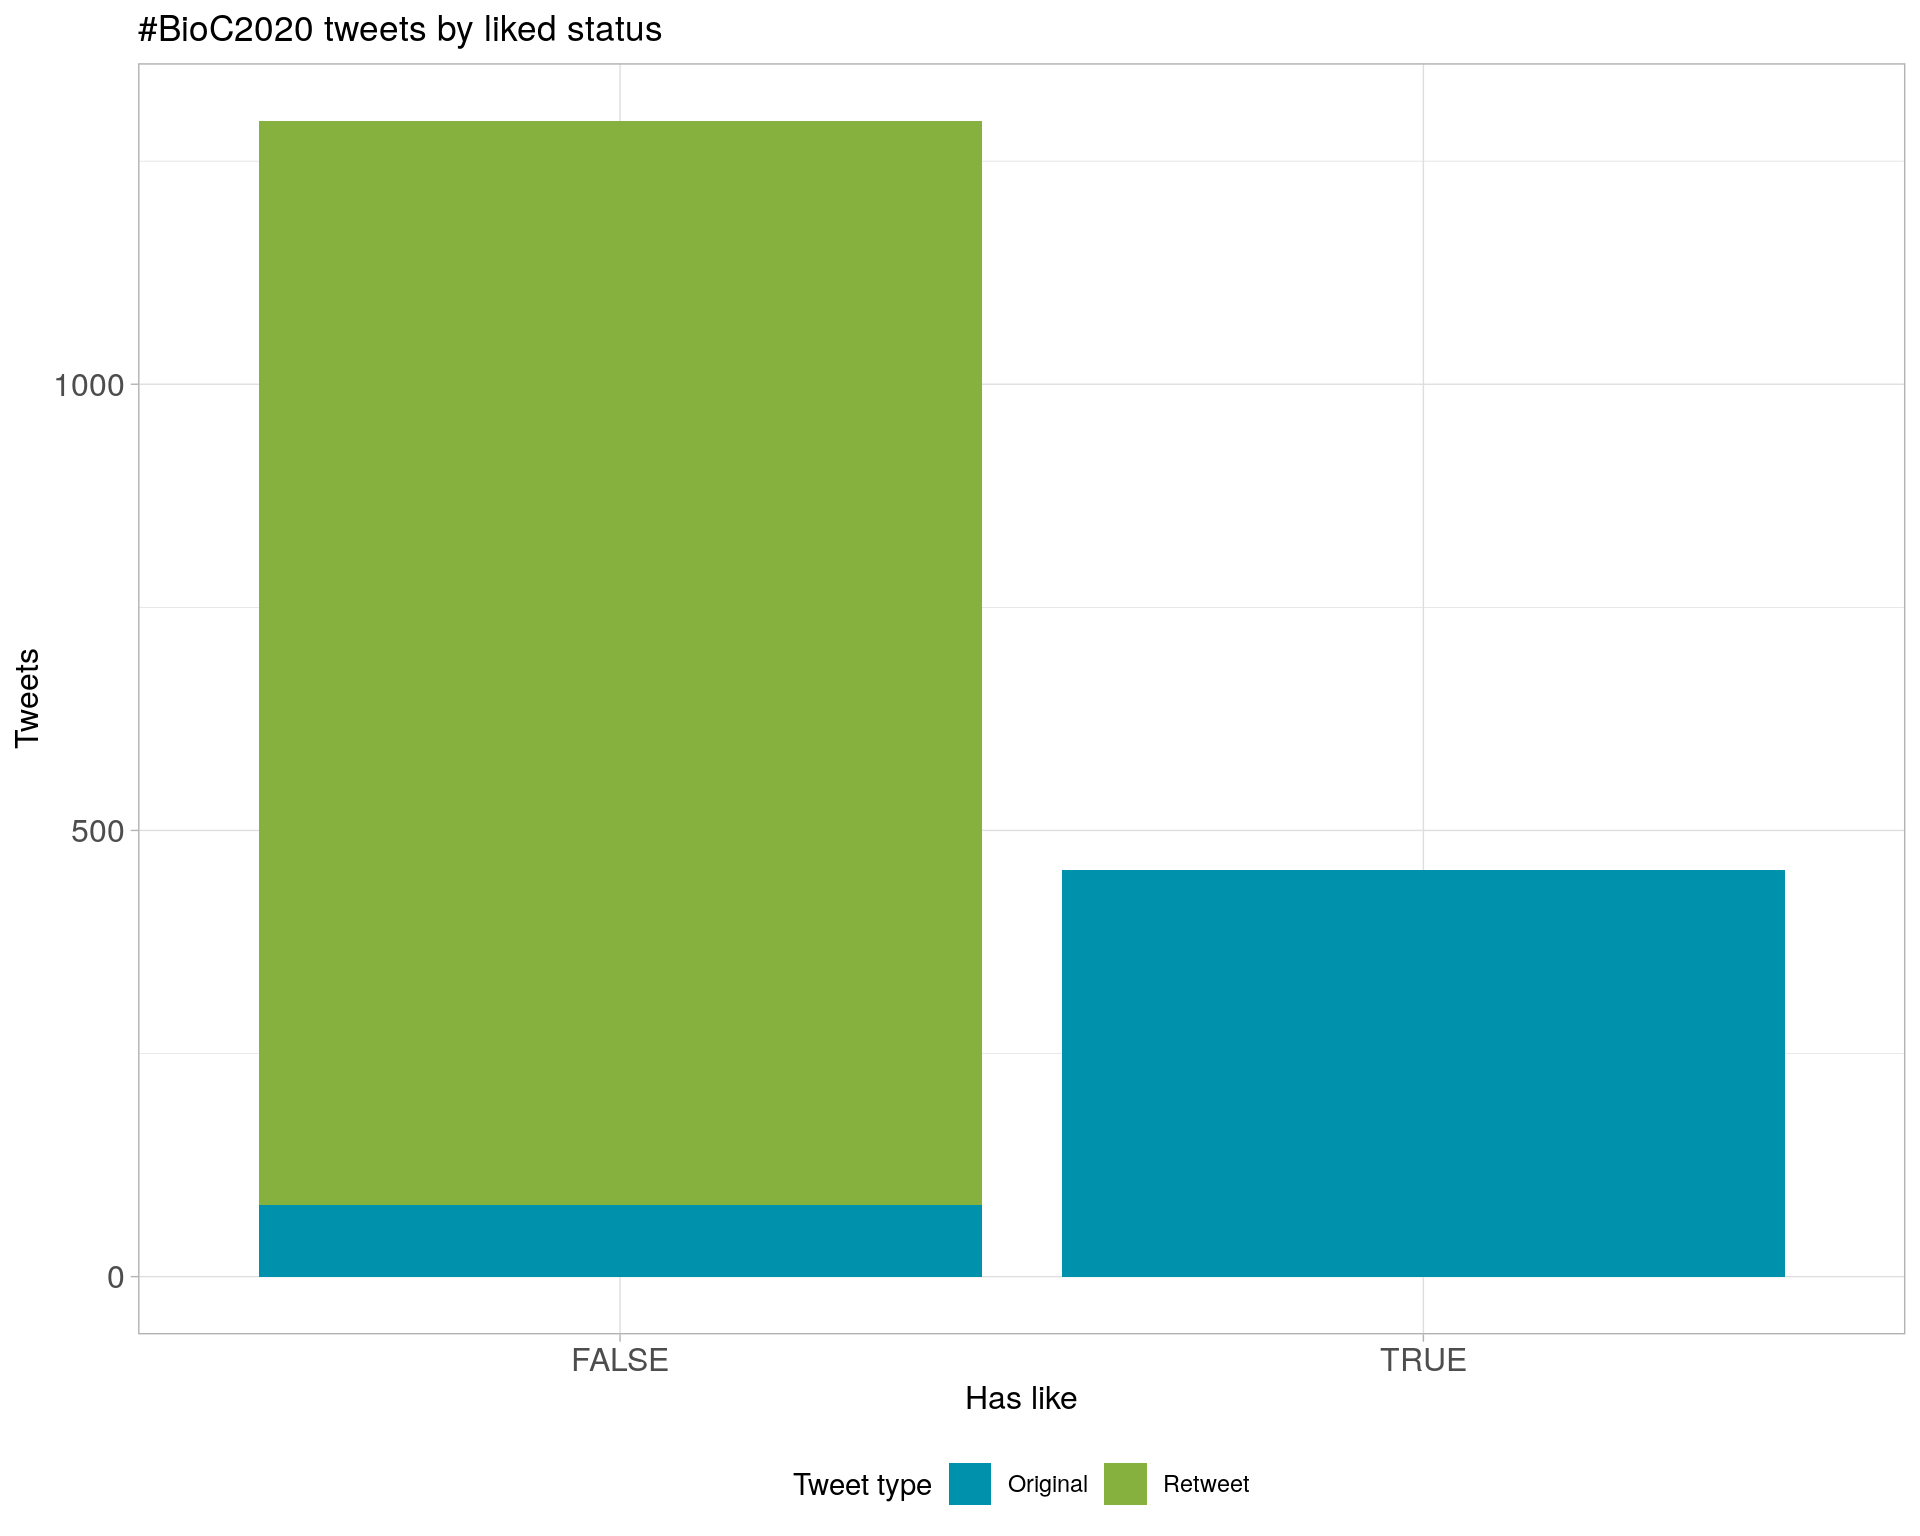 #BioC2020 tweets by liked status
1000
500
0
Tweets
FALSE
TRUE
Has like
Tweet type
Original
Retweet